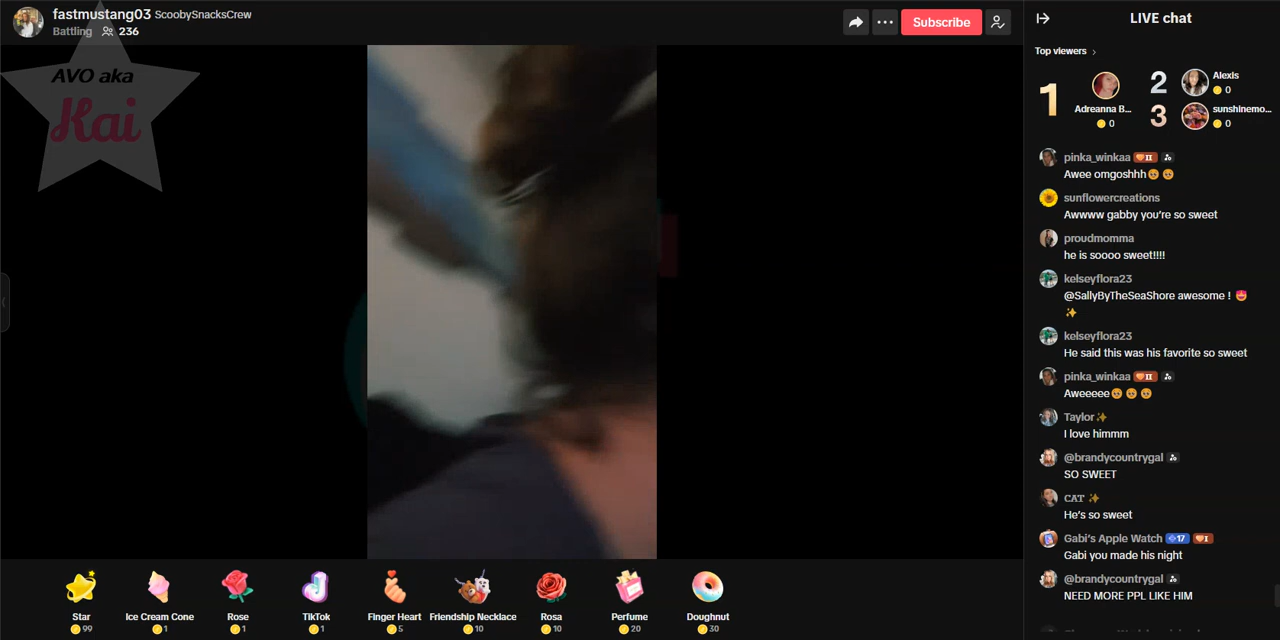 fastmustang03 ScoobySnacksCrew
Battling 236
Subscribe
AVO aka
Kai
LIVE chat
Top viewers
1
Adreanna B...
0
2
Alexis
0
3
sunshinemo...
0
pinka_winkaa II
Awee omgoshhh🥺🥺
sunflowercreations
Awwww gabby you're so sweet
proudmomma
he is soooo sweet!!!!
kelseyflora23
@SallyByTheSeaShore awesome ! 😍
✨
kelseyflora23
He said this was his favorite so sweet
pinka_winkaa II
Aweeeee🥺🥺🥺
Taylor✨
I love himmm
@brandycountrygal
SO SWEET
CAT ✨
He's so sweet
Gabi's Apple Watch 17 I
Gabi you made his night
@brandycountrygal
NEED MORE PPL LIKE HIM
Star
99
Ice Cream Cone
1
Rose
1
TikTok
1
Finger Heart
5
Friendship Necklace
10
Rosa
10
Perfume
20
Doughnut
30